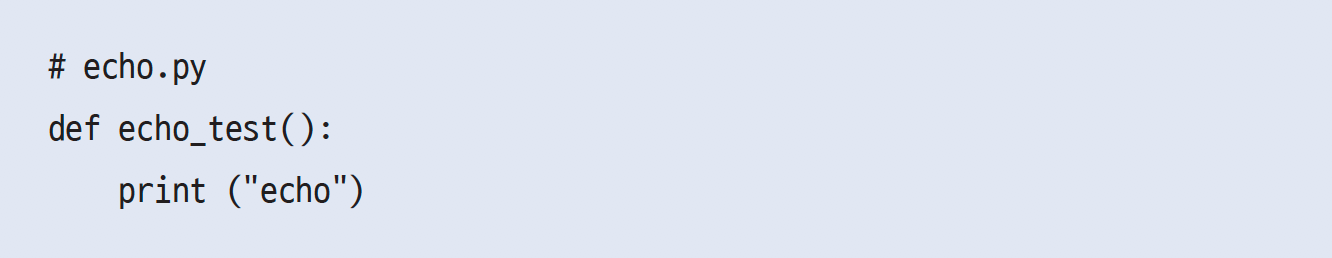 # echo.py
def echo_test():
    print ("echo")